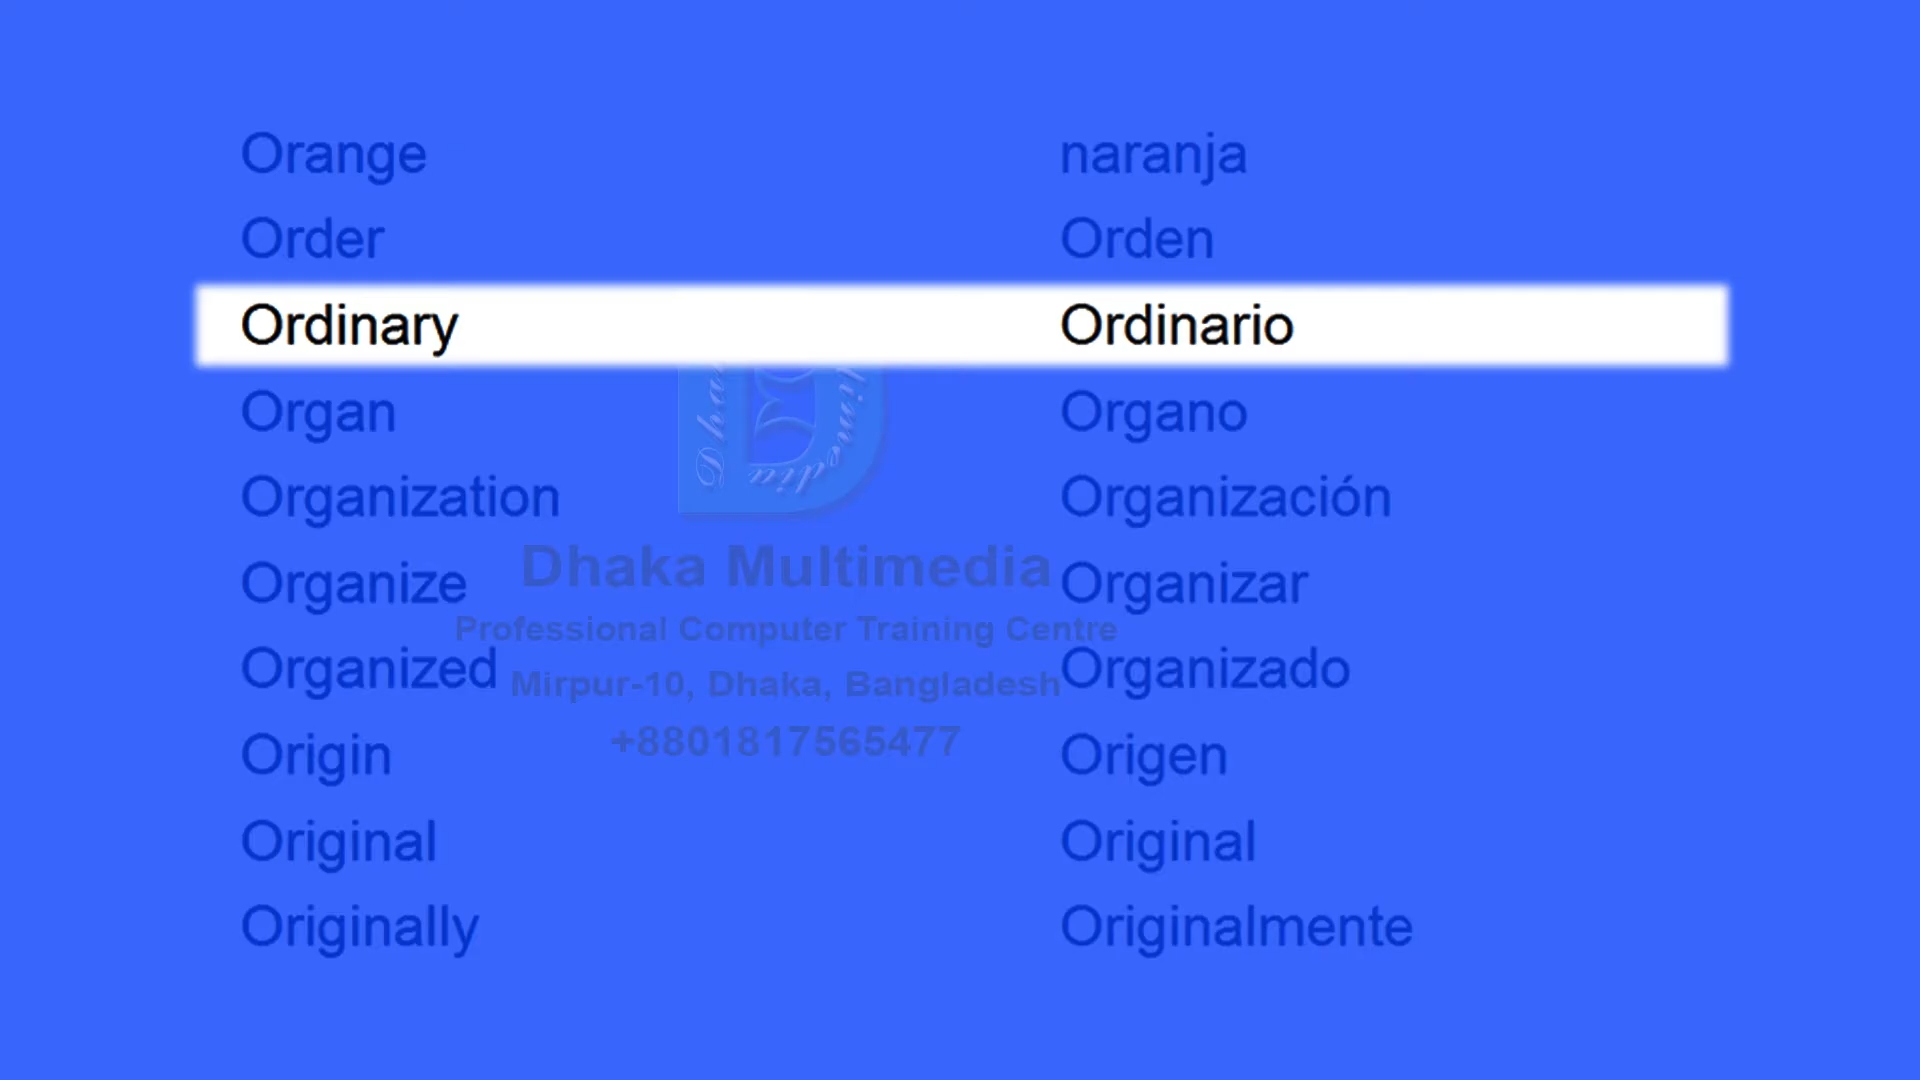 Orange naranja
Order Orden
Ordinary Ordinario
Organ Organo
Organization Organización
Dhaka Multimedia
Organize Organizar
Professional Computer Training Centre
Organized Organizado
Mirpur-10, Dhaka, Bangladesh
+8801817565477
Origin Origen
Original Original
Originally Originalmente